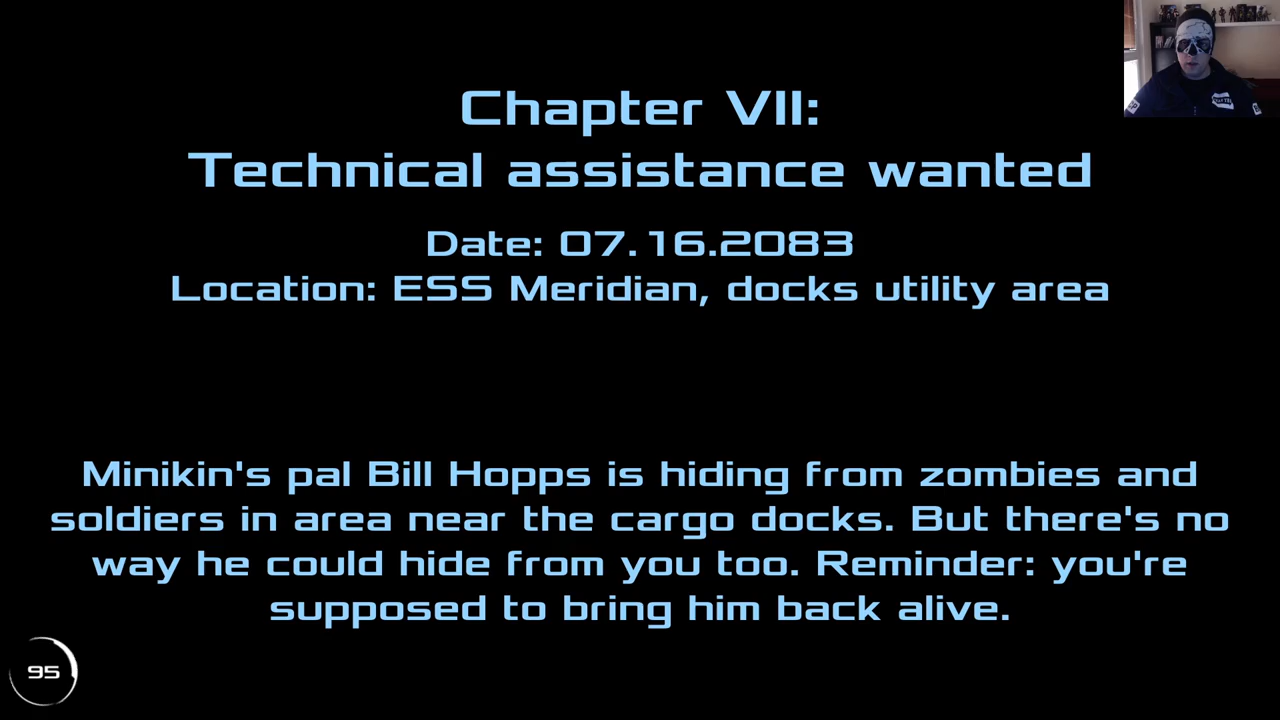 Chapter VII:
Technical assistance wanted
Date: 07.16.2083
Location: ESS Meridian, docks utility area
Minikin's pal Bill Hopps is hiding from zombies and
soldiers in area near the cargo docks. But there's no
way he could hide from you too. Reminder: you're
supposed to bring him back alive.
95